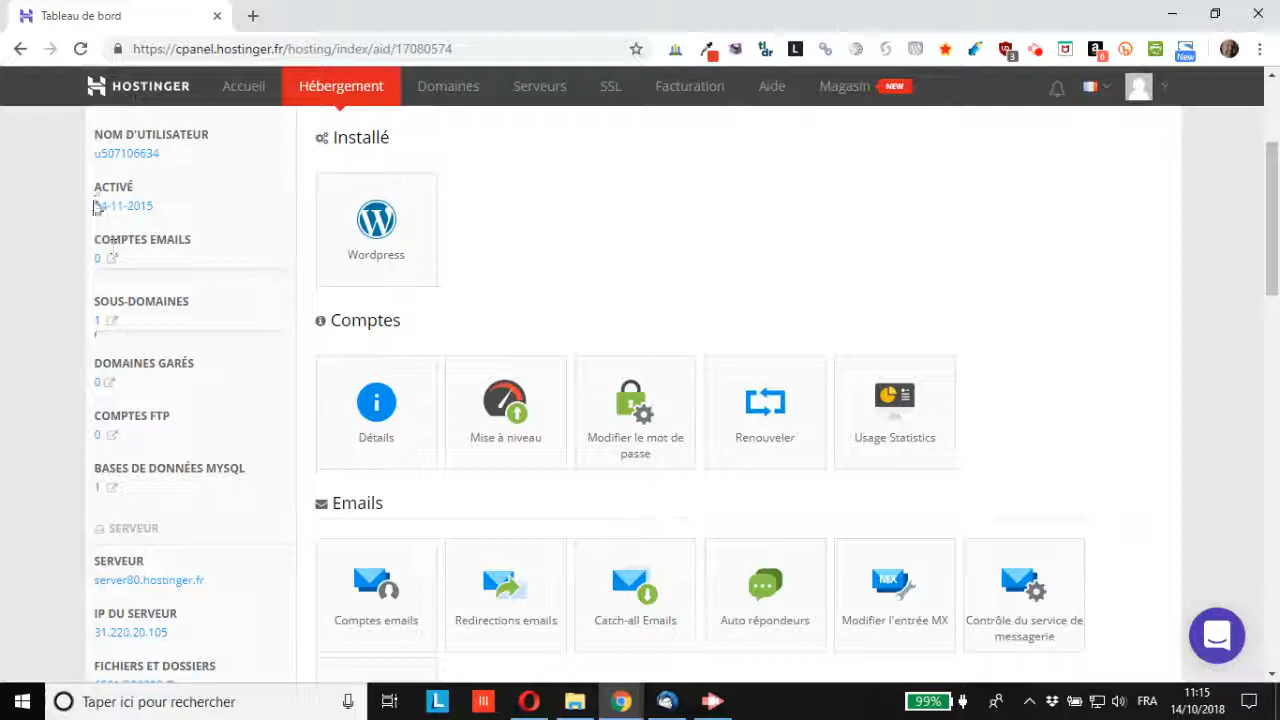 Tableau de bord
https://cpanel.hostinger.fr/hosting/index/aid/17080574
HOSTINGER
Accueil
Hébergement
Domaines
Serveurs
SSL
Facturation
Aide
Magasin NEW
NOM D'UTILISATEUR
u507106634
ACTIVÉ
-11-2015
COMPTES EMAILS
0
SOUS-DOMAINES
1
DOMAINES GARÉS
0
COMPTES FTP
0
BASES DE DONNÉES MYSQL
1
SERVEUR
SERVEUR
server80.hostinger.fr
IP DU SERVEUR
31.220.20.105
FICHIERS ET DOSSIERS
Installé
Wordpress
Comptes
Détails
Mise à niveau
Modifier le mot de
passe
Renouveler
Usage Statistics
Emails
Comptes emails
Redirections emails
Catch-all Emails
Auto répondeurs
MX
Modifier l'entrée MX
Contrôle du service de
messagerie
Taper ici pour rechercher
99%
FRA
11:15
14/10/2018